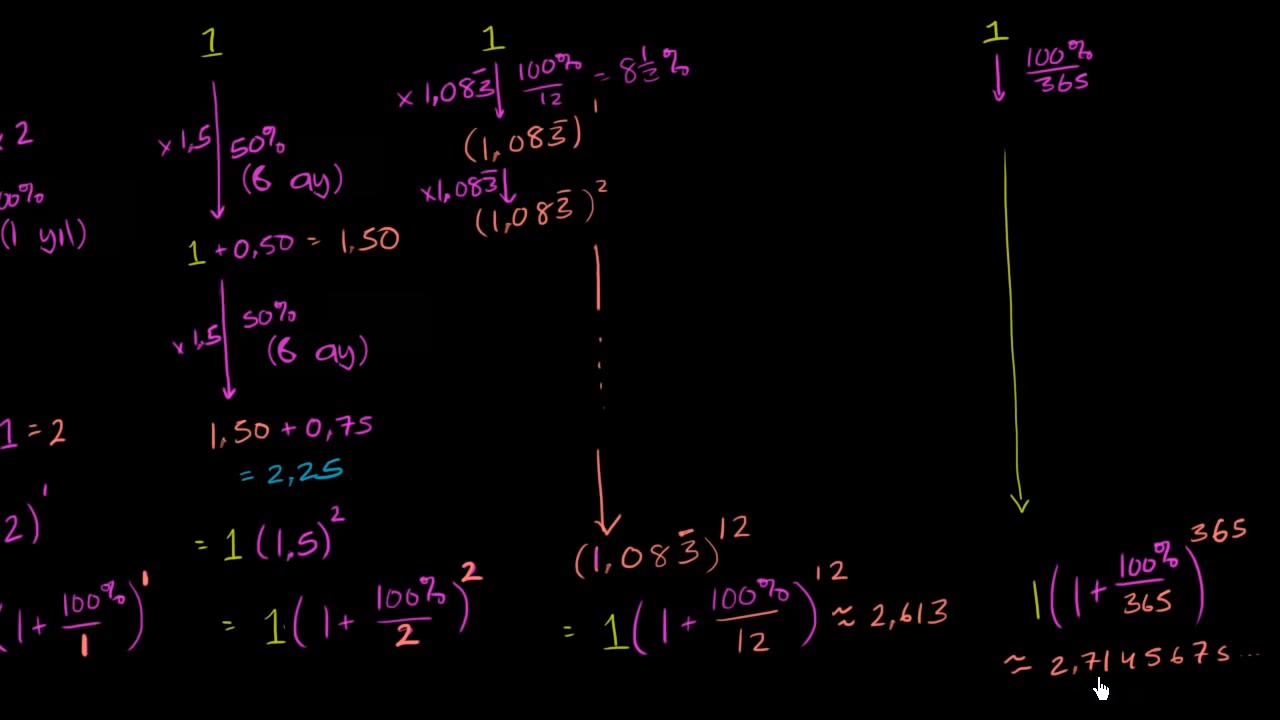 x 2
00%
(1 yıl)
1 = 2
2)¹
(1 + 100%/1)¹
1
x 1,5 50%
(6 ay)
1 + 0,50 = 1,50
x 1,5 50%
(6 ay)
1,50 + 0,75
= 2,25
= 1 (1,5)²
= 1 (1 + 100%/2)²
1
x 1,083̅ 100%/12 = 8 1/3 %
(1,083̅)¹
x1,083̅
(1,083̅)²
(1,083̅)¹²
= 1 (1 + 100%/12)¹² ≈ 2,613
1
100%/365
1 (1 + 100%/365)³⁶⁵
≈ 2,7145675...